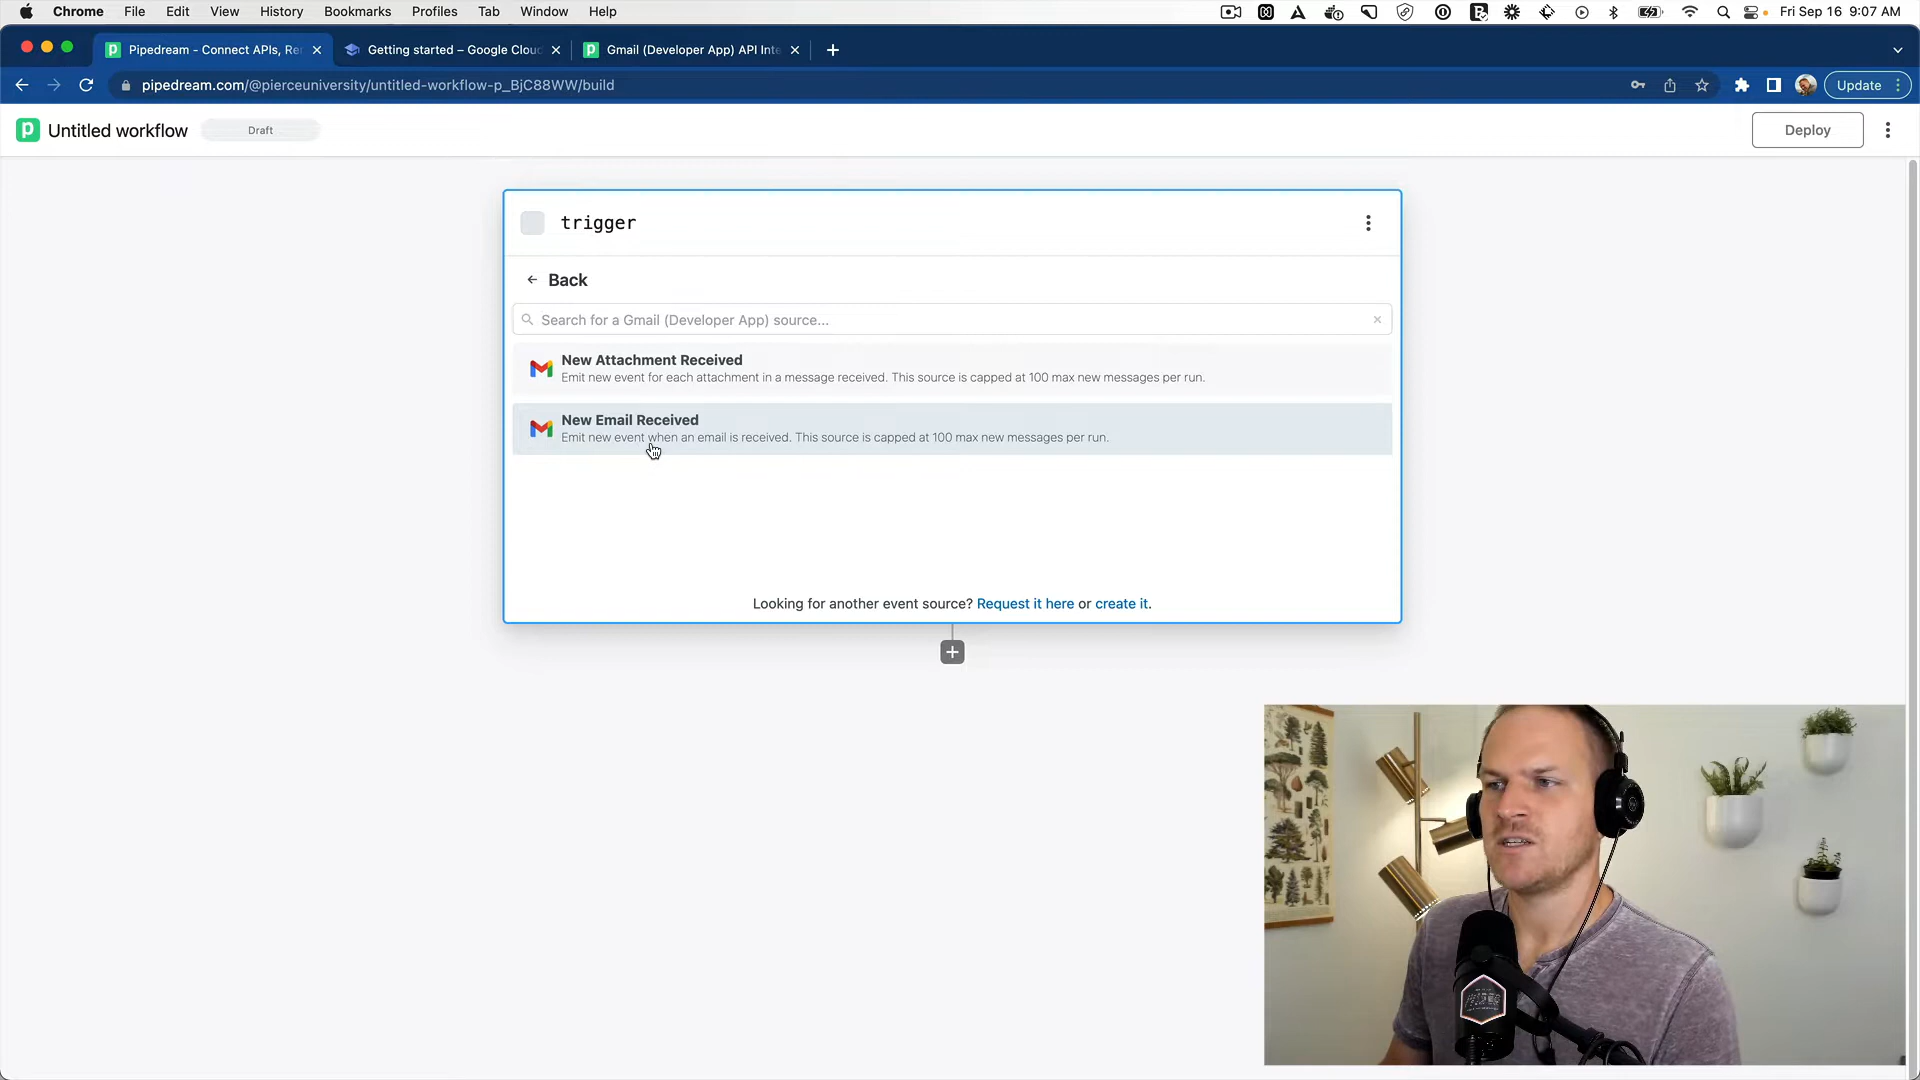 Chrome File Edit View History Bookmarks Profiles Tab Window Help Fri Sep 16 9:07 AM
Pipedream - Connect APIs, Re Getting started – Google Clou Gmail (Developer App) API Inte
pipedream.com/@pierceuniversity/untitled-workflow-p_BjC88WW/build Update
Untitled workflow Draft Deploy
trigger
Back
Search for a Gmail (Developer App) source...
New Attachment Received
Emit new event for each attachment in a message received. This source is capped at 100 max new messages per run.
New Email Received
Emit new event when an email is received. This source is capped at 100 max new messages per run.
Looking for another event source? Request it here or create it.